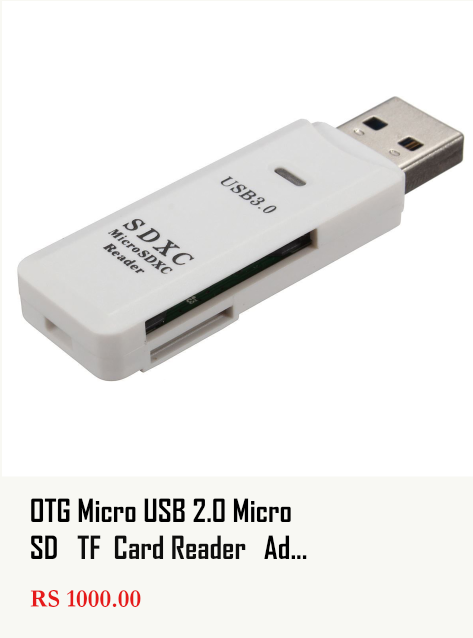 USB3.0
SDXC
MicroSDXC
Reader
OTG Micro USB 2.0 Micro
SD TF Card Reader Ad...
RS 1000.00